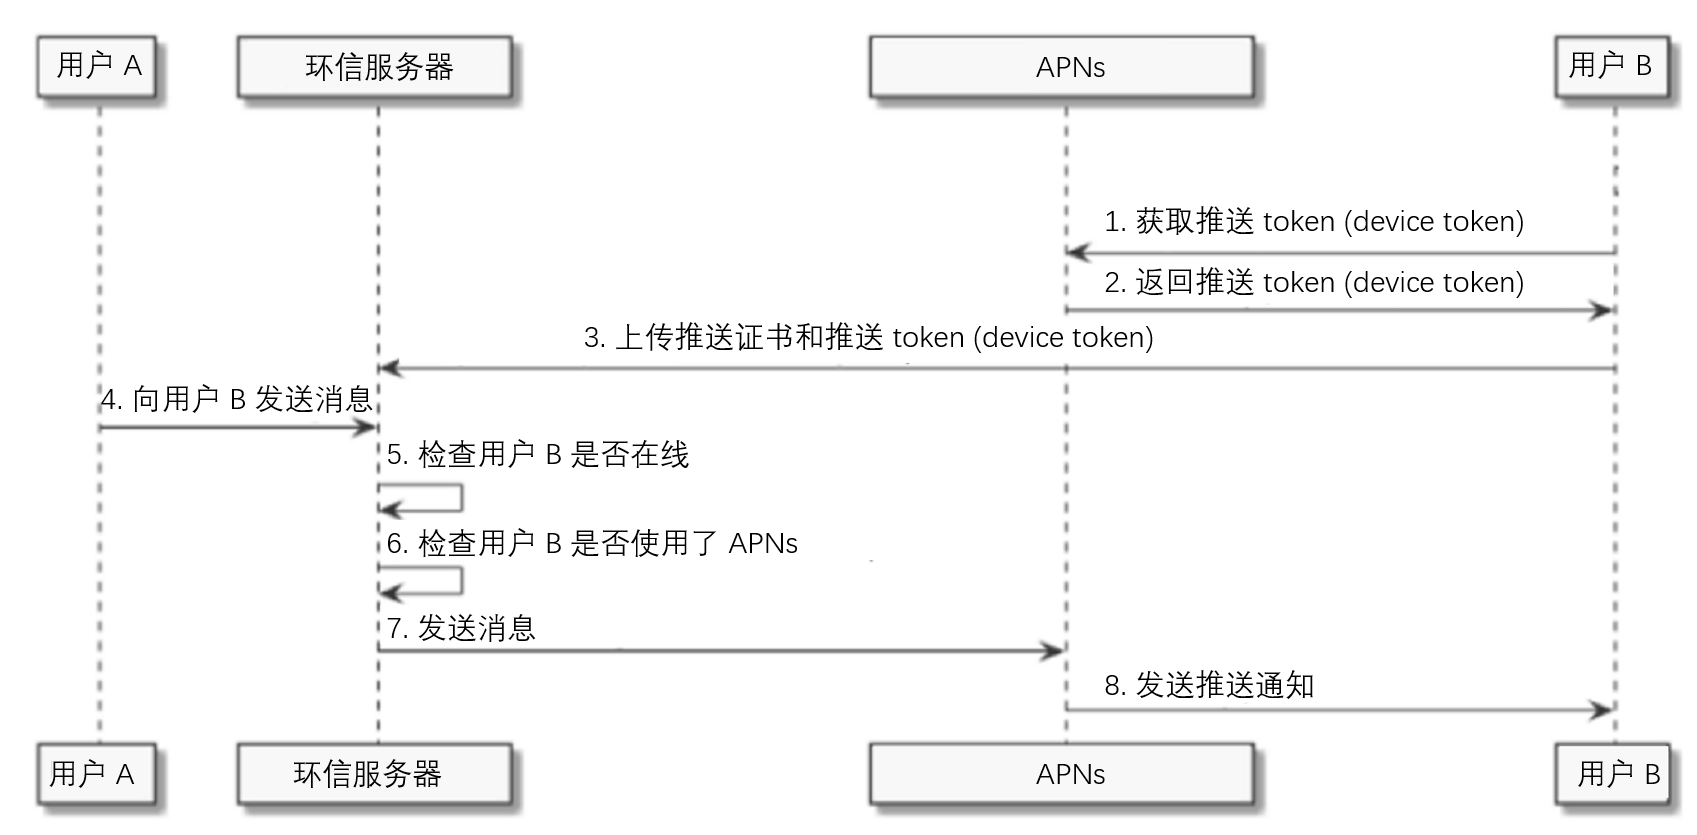 用户 A
环信服务器
APNs
用户 B
1. 获取推送 token (device token)
2. 返回推送 token (device token)
3. 上传推送证书和推送 token (device token)
4. 向用户 B 发送消息
5. 检查用户 B 是否在线
6. 检查用户 B 是否使用了 APNs
7. 发送消息
8. 发送推送通知
用户 A
环信服务器
APNs
用户 B